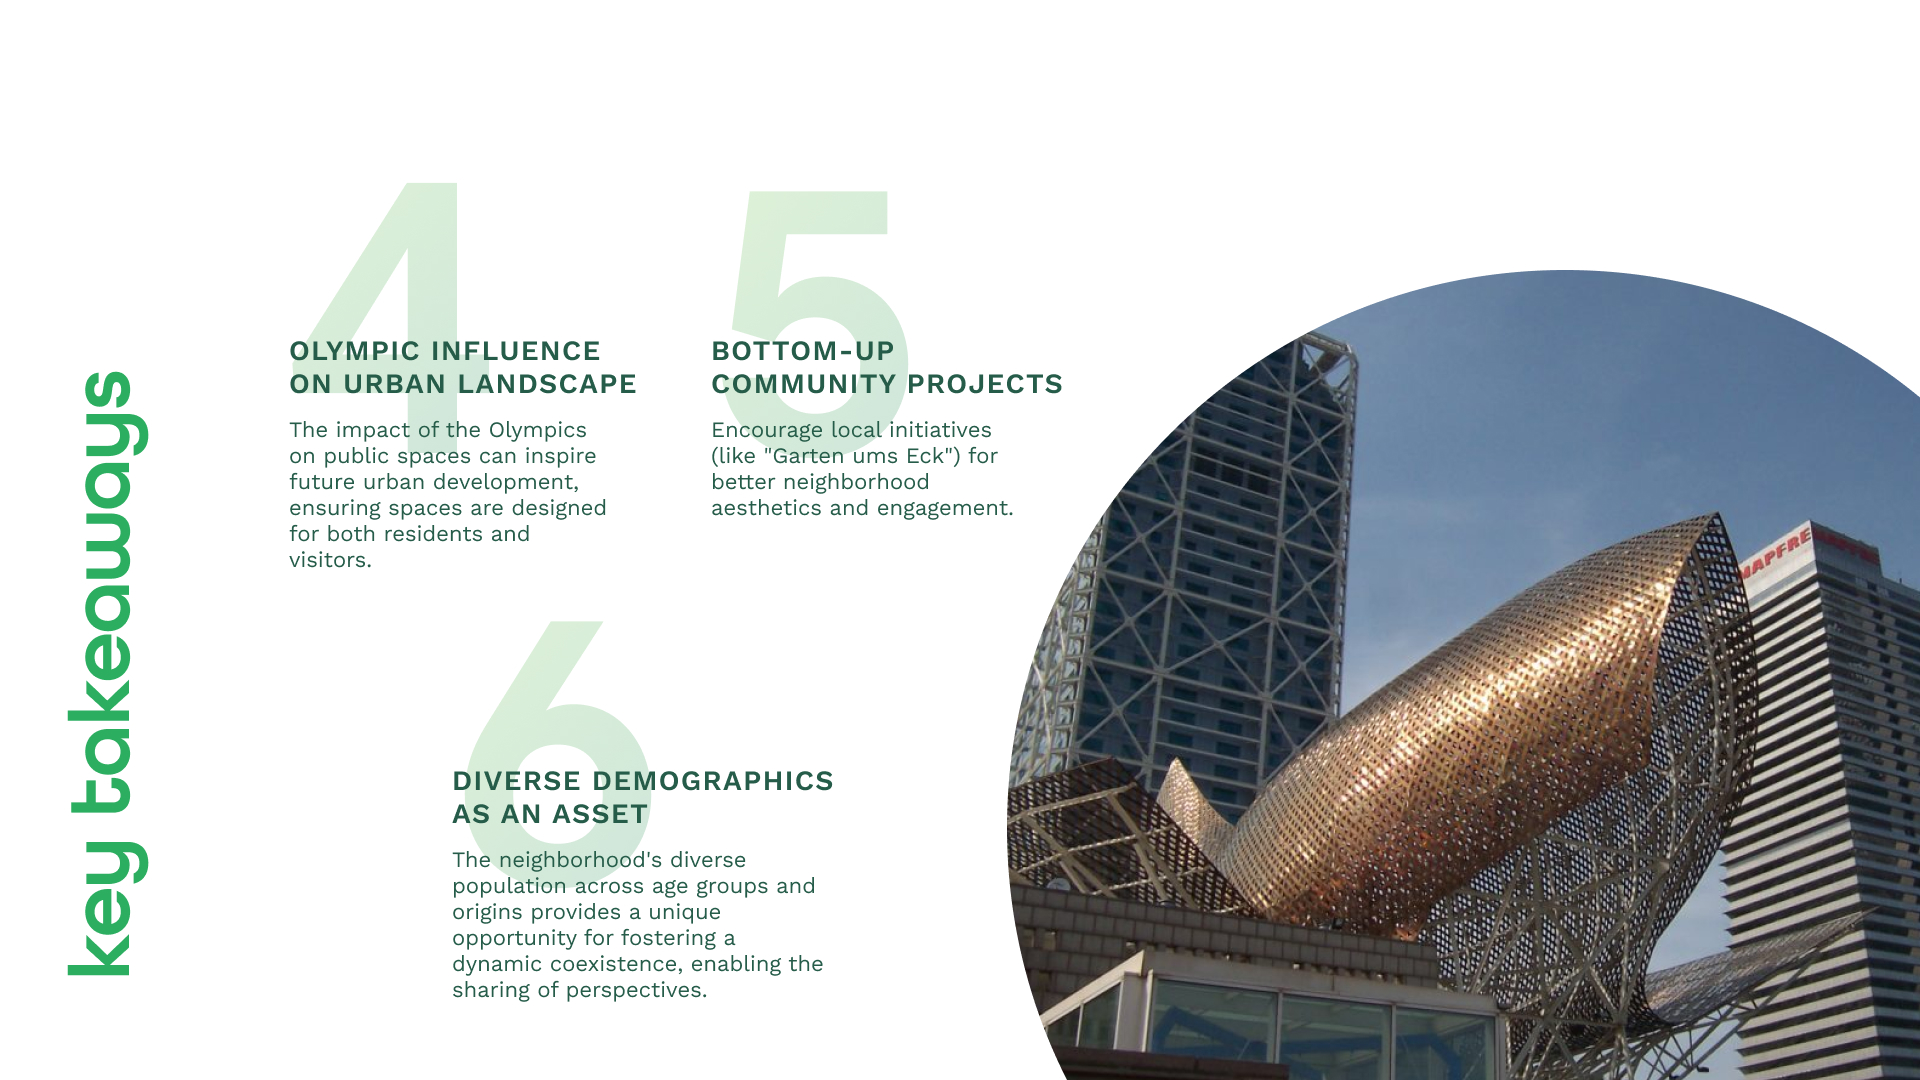 key takeaways
4
OLYMPIC INFLUENCE
ON URBAN LANDSCAPE
The impact of the Olympics
on public spaces can inspire
future urban development,
ensuring spaces are designed
for both residents and
visitors.
5
BOTTOM-UP
COMMUNITY PROJECTS
Encourage local initiatives
(like "Garten ums Eck") for
better neighborhood
aesthetics and engagement.
6
DIVERSE DEMOGRAPHICS
AS AN ASSET
The neighborhood's diverse
population across age groups and
origins provides a unique
opportunity for fostering a
dynamic coexistence, enabling the
sharing of perspectives.
MAPFRE
MAPFRE